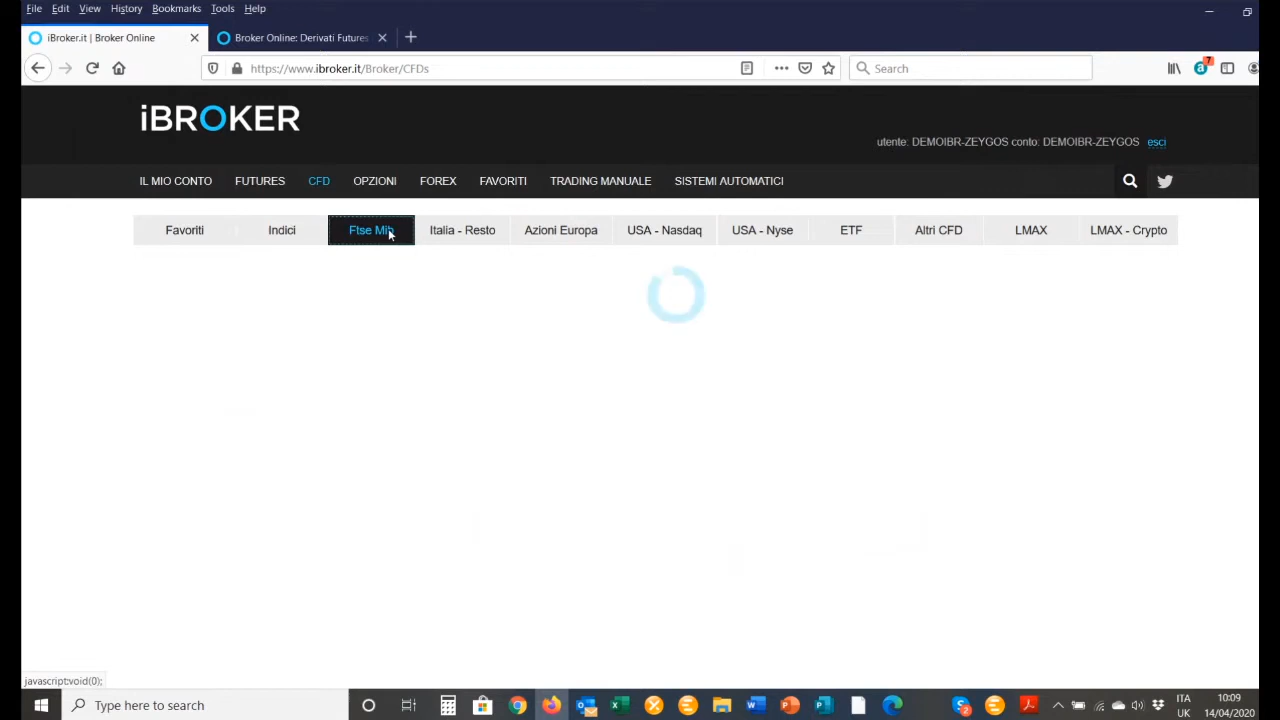 File Edit View History Bookmarks Tools Help
iBroker.it | Broker Online Broker Online: Derivati Futures
https://www.ibroker.it/Broker/CFDs Search 7
iBROKER
utente: DEMOIBR-ZEYGOS conto: DEMOIBR-ZEYGOS esci
IL MIO CONTO FUTURES CFD OPZIONI FOREX FAVORITI TRADING MANUALE SISTEMI AUTOMATICI
Favoriti Indici Ftse Mib Italia - Resto Azioni Europa USA - Nasdaq USA - Nyse ETF Altri CFD LMAX LMAX - Crypto
javascript:void(0);
Type here to search 2 ITA 10:09
UK 14/04/2020